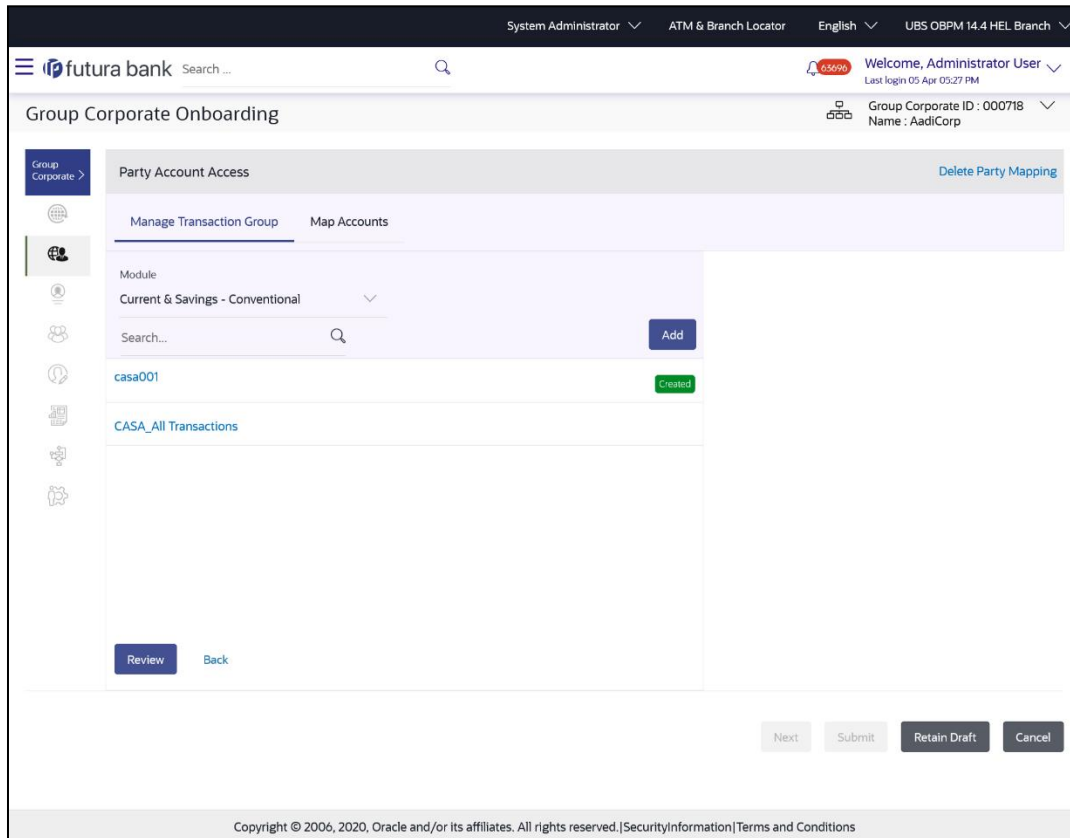 System Administrator ATM & Branch Locator English UBS OBPM 14.4 HEL Branch
futura bank Search ... 63696 Welcome, Administrator User
Last login 05 Apr 05:27 PM
Group Corporate Onboarding Group Corporate ID : 000718
Name : AadiCorp
Group
Corporate >
Party Account Access Delete Party Mapping
Manage Transaction Group Map Accounts
Module
Current & Savings - Conventional
Search... Add
casa001 Created
CASA_All Transactions
Review Back
Next Submit Retain Draft Cancel
Copyright © 2006, 2020, Oracle and/or its affiliates. All rights reserved.|SecurityInformation|Terms and Conditions